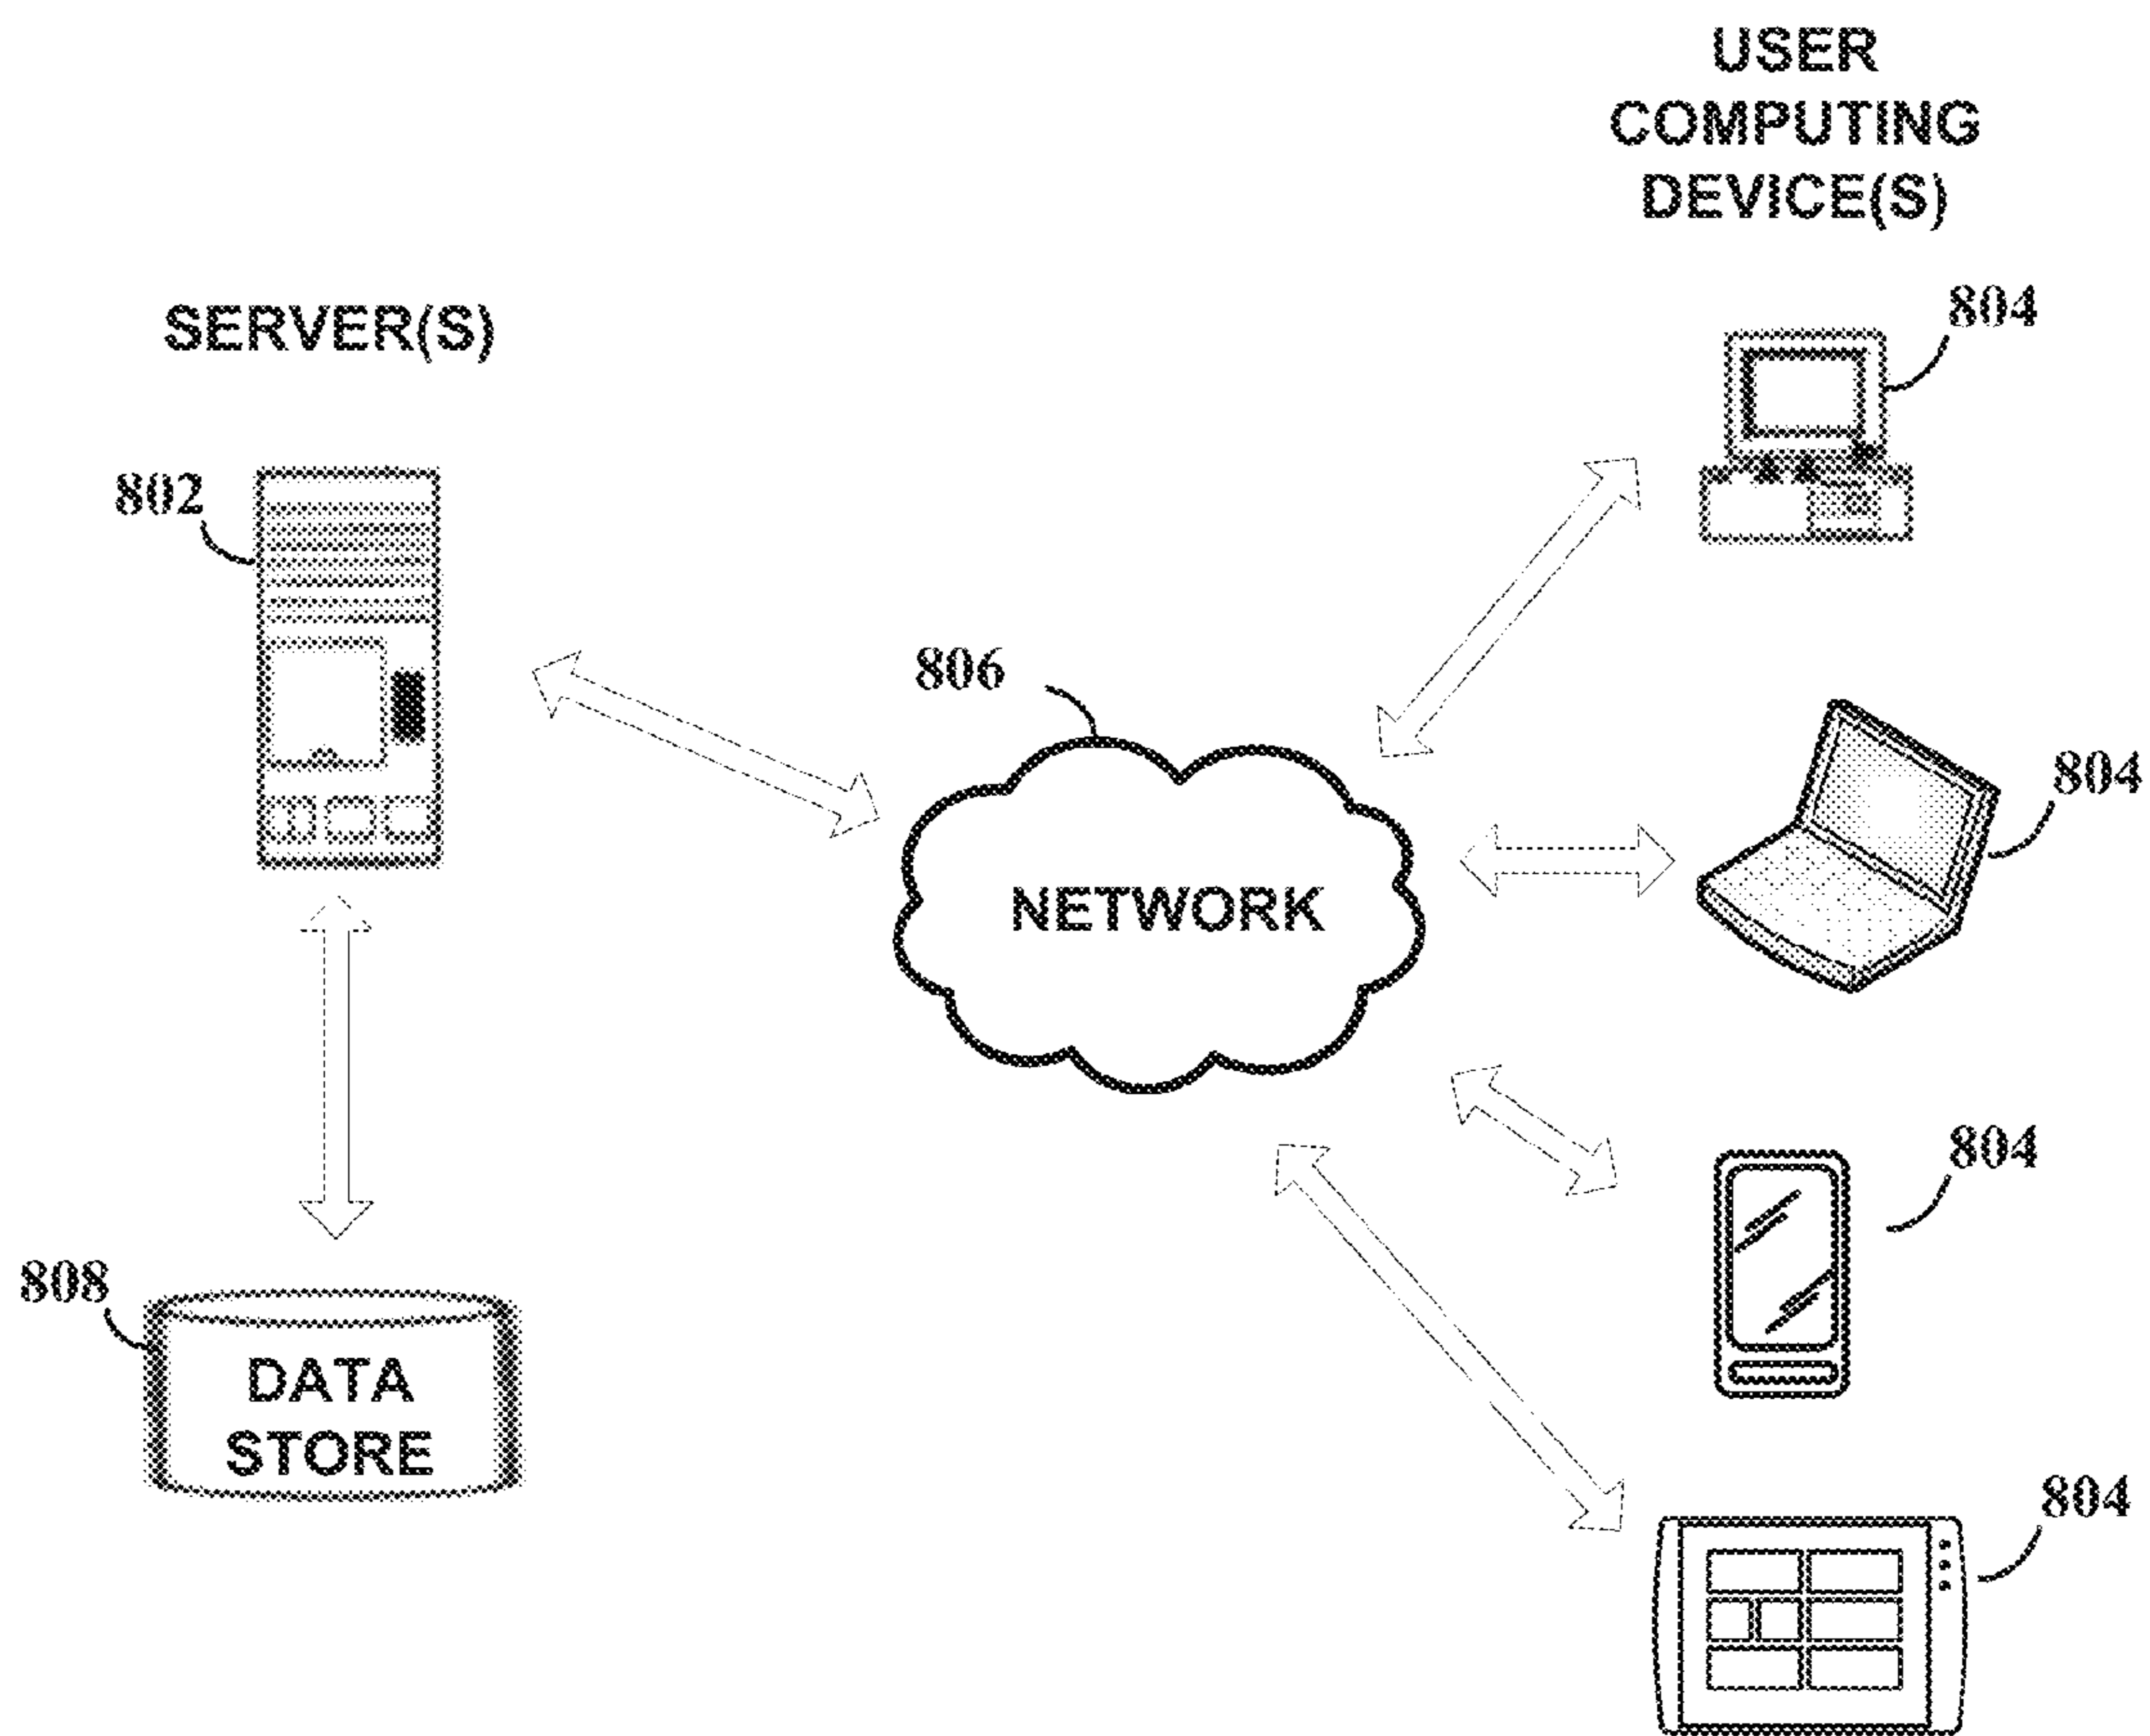 USER
COMPUTING
DEVICE(S)
804
SERVER(S)
802
806
804
NETWORK
804
808
DATA
STORE
804